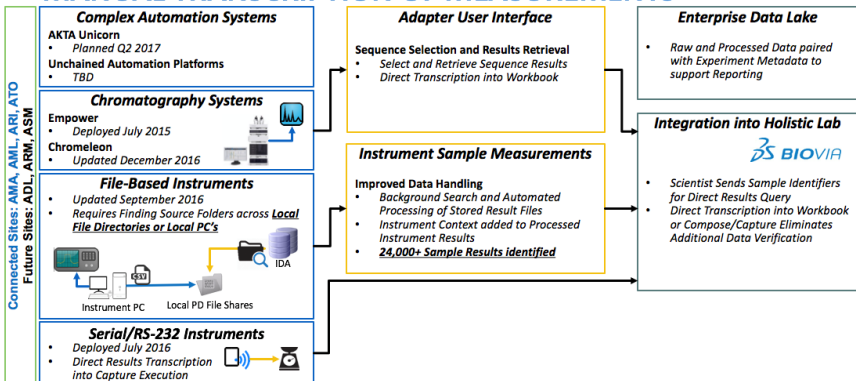 Complex Automation Systems
AKTA Unicorn
• Planned Q2 2017
Unchained Automation Platforms
• TBD
Chromatography Systems
Empower
• Deployed July 2015
Chromeleon
• Updated December 2016
File-Based Instruments
• Updated September 2016
• Requires Finding Source Folders across Local
File Directories or Local PC's
CSV
IDA
Instrument PC
Local PD File Shares
Serial/RS-232 Instruments
• Deployed July 2016
• Direct Results Transcription
into Capture Execution
Connected Sites: AMA, AML, ARI, ATO
Future Sites: ADL, ARM, ASM
Adapter User Interface
Sequence Selection and Results Retrieval
• Select and Retrieve Sequence Results
• Direct Transcription into Workbook
Instrument Sample Measurements
Improved Data Handling
• Background Search and Automated
Processing of Stored Result Files
• Instrument Context added to Processed
Instrument Results
• 24,000+ Sample Results identified
Enterprise Data Lake
• Raw and Processed Data paired
with Experiment Metadata to
support Reporting
Integration into Holistic Lab
BIOVIA
• Scientist Sends Sample Identifiers
for Direct Results Query
• Direct Transcription into Workbook
or Compose/Capture Eliminates
Additional Data Verification